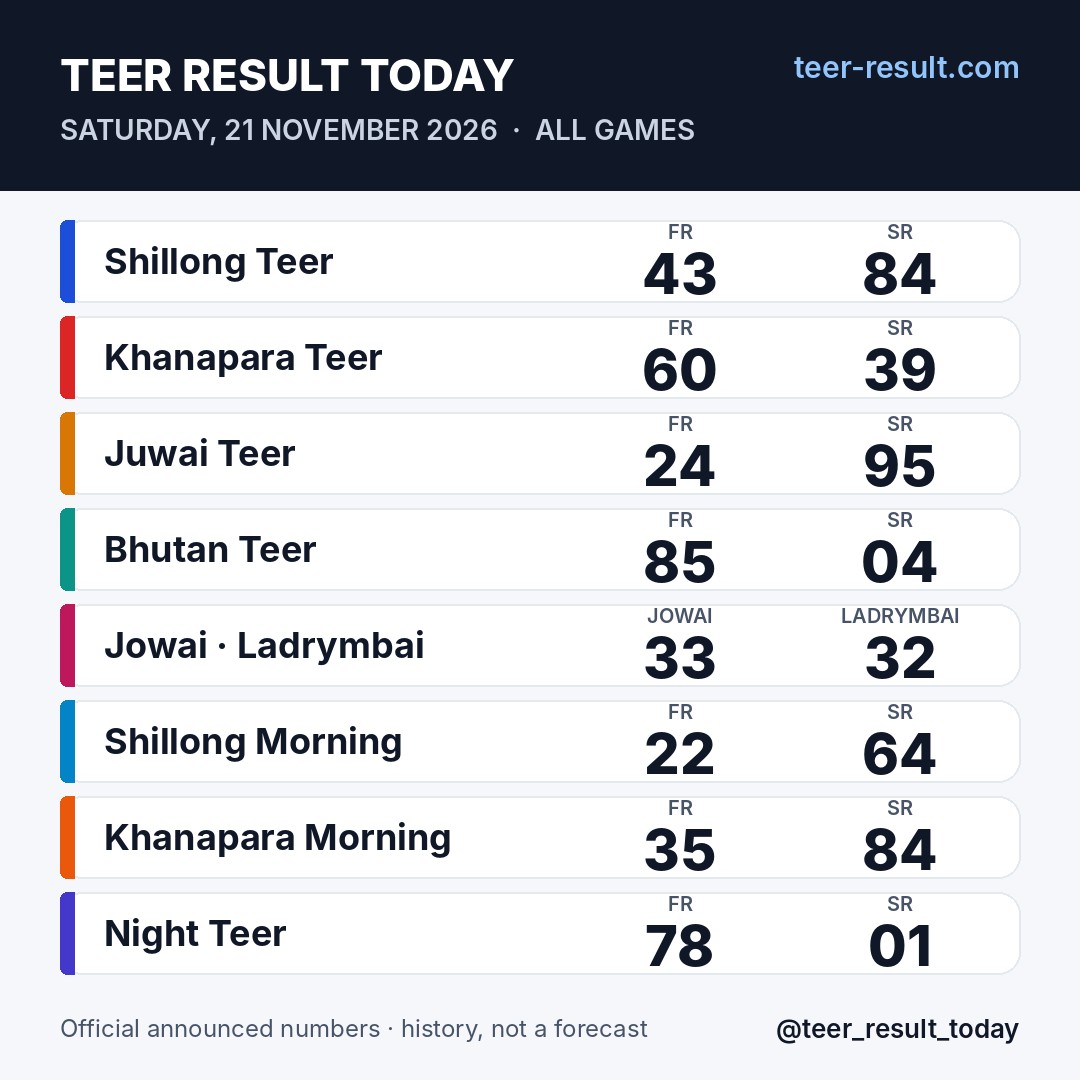 TEER RESULT TODAY
teer-result.com
SATURDAY, 21 NOVEMBER 2026 · ALL GAMES
FR SR
Shillong Teer 43 84
FR SR
Khanapara Teer 60 39
FR SR
Juwai Teer 24 95
FR SR
Bhutan Teer 85 04
JOWAI LADRYMBAI
Jowai · Ladrymbai 33 32
FR SR
Shillong Morning 22 64
FR SR
Khanapara Morning 35 84
FR SR
Night Teer 78 01
Official announced numbers · history, not a forecast
@teer_result_today